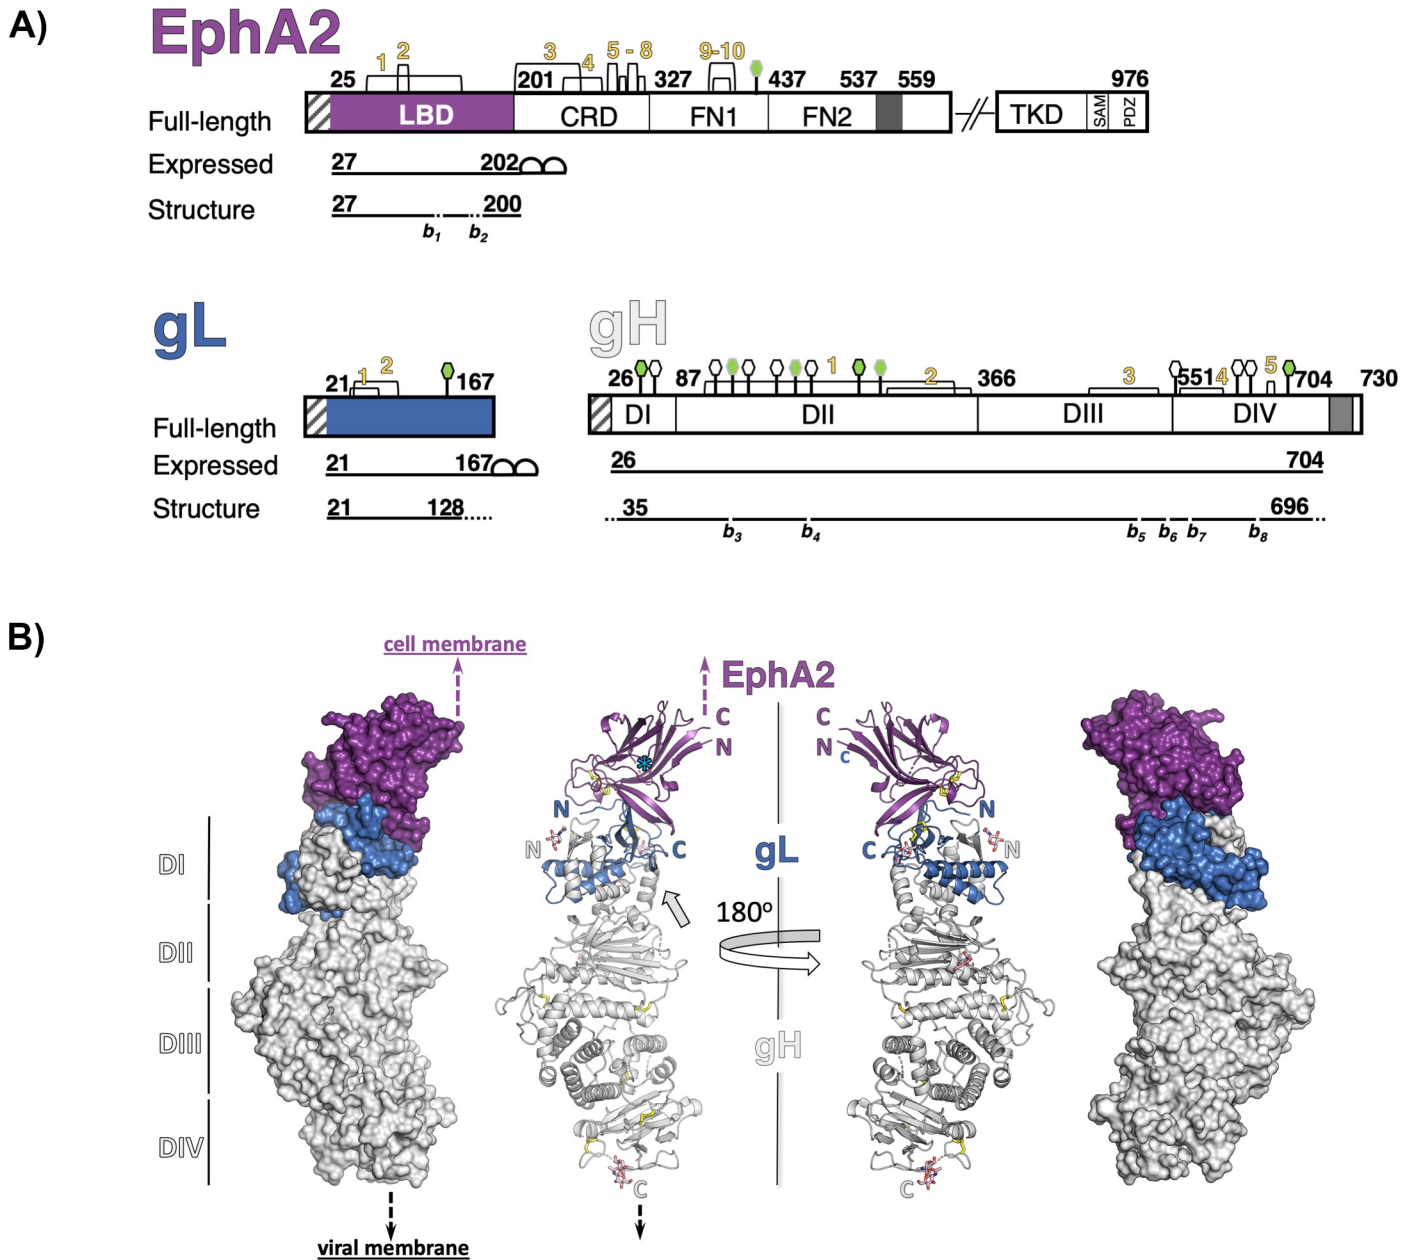 A)
EphA2
1 2 3 4 5 - 8 9-10
25 201 327 437 537 559 976
Full-length LBD CRD FN1 FN2 TKD SAM PDZ
Expressed 27 202
Structure 27 200
b1 b2
gL gH
1 2 1 2 3 4 5
21 167 26 87 366 551 704 730
Full-length DI DII DIII DIV
Expressed 21 167 26 704
Structure 21 128 35 696
b3 b4 b5 b6 b7 b8
B)
cell membrane
EphA2
C C
N N
c
*
N N
N C gL C N
DI
180º
DII
DIII gH
DIV
C C
viral membrane